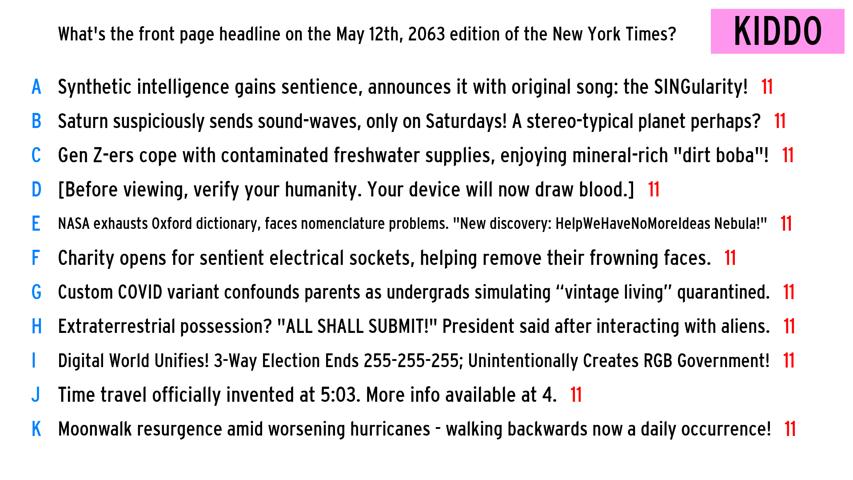 What's the front page headline on the May 12th, 2063 edition of the New York Times?
KIDDO
A Synthetic intelligence gains sentience, announces it with original song: the SINGularity! 11
B Saturn suspiciously sends sound-waves, only on Saturdays! A stereo-typical planet perhaps? 11
C Gen Z-ers cope with contaminated freshwater supplies, enjoying mineral-rich "dirt boba"! 11
D [Before viewing, verify your humanity. Your device will now draw blood.] 11
E NASA exhausts Oxford dictionary, faces nomenclature problems. "New discovery: HelpWeHaveNoMoreIdeas Nebula!" 11
F Charity opens for sentient electrical sockets, helping remove their frowning faces. 11
G Custom COVID variant confounds parents as undergrads simulating “vintage living” quarantined. 11
H Extraterrestrial possession? "ALL SHALL SUBMIT!" President said after interacting with aliens. 11
I Digital World Unifies! 3-Way Election Ends 255-255-255; Unintentionally Creates RGB Government! 11
J Time travel officially invented at 5:03. More info available at 4. 11
K Moonwalk resurgence amid worsening hurricanes - walking backwards now a daily occurrence! 11